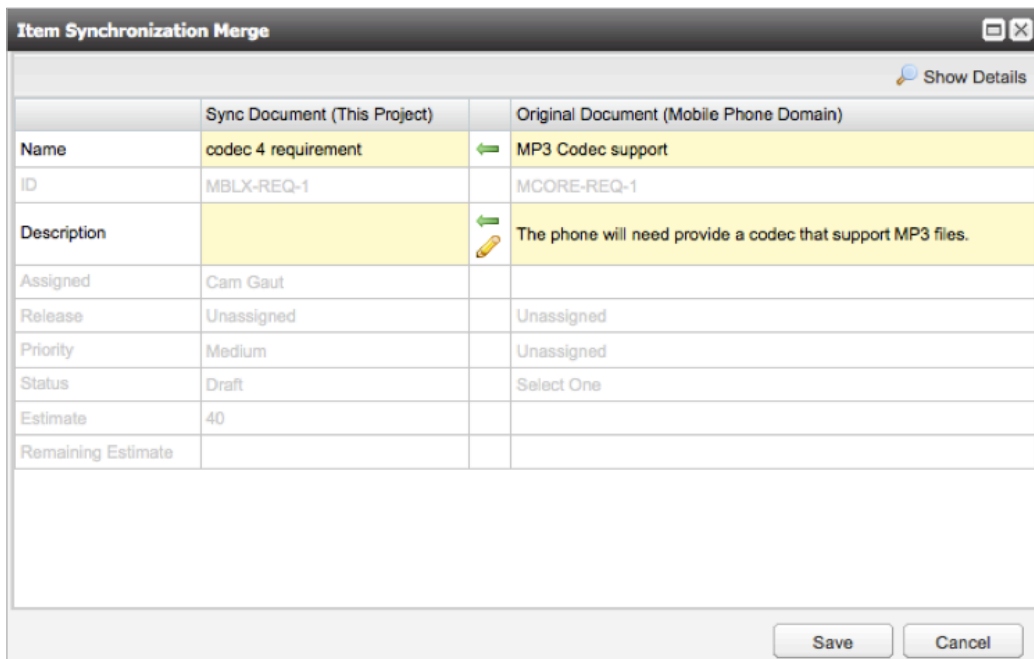 Item Synchronization Merge
Show Details
Sync Document (This Project) Original Document (Mobile Phone Domain)
Name codec 4 requirement MP3 Codec support
ID MBLX-REQ-1 MCORE-REQ-1
Description The phone will need provide a codec that support MP3 files.
Assigned Cam Gaut
Release Unassigned Unassigned
Priority Medium Unassigned
Status Draft Select One
Estimate 40
Remaining Estimate
Save Cancel